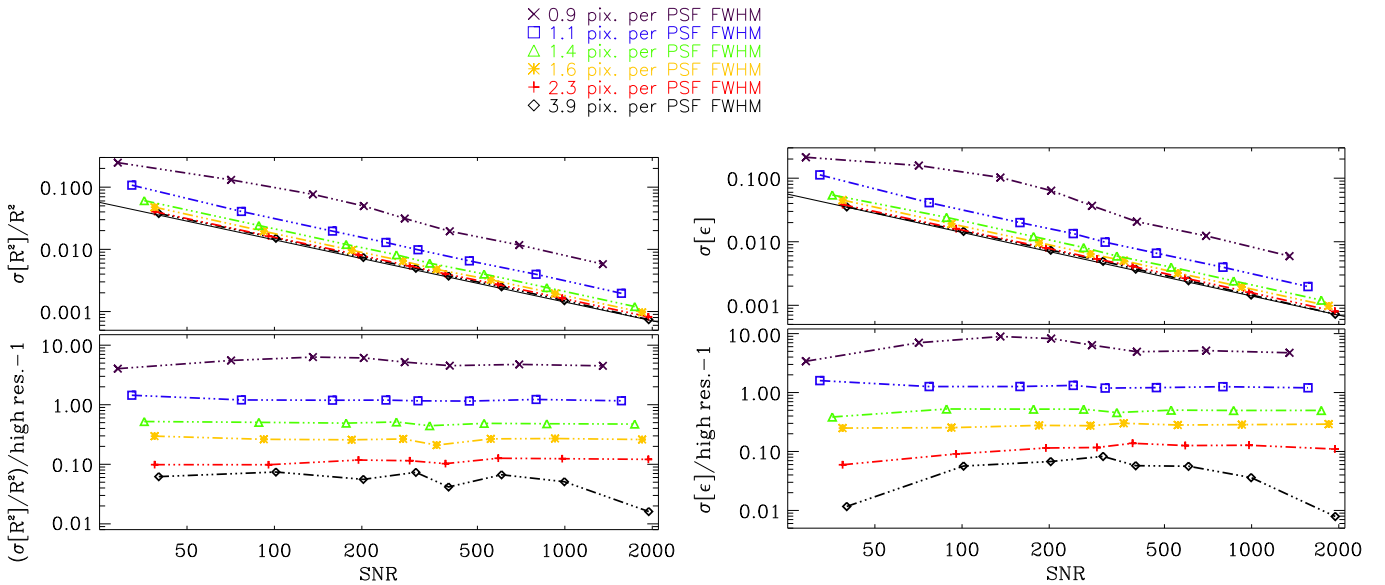 0.9 pix. per PSF FWHM
1.1 pix. per PSF FWHM
1.4 pix. per PSF FWHM
1.6 pix. per PSF FWHM
2.3 pix. per PSF FWHM
3.9 pix. per PSF FWHM
σ[R²]/R²
0.100
0.010
0.001
(σ[R²]/R²)/high res.-1
10.00
1.00
0.10
0.01
50 100 200 500 1000 2000
SNR
σ[ϵ]
0.100
0.010
0.001
σ[ϵ]/high res.-1
10.00
1.00
0.10
0.01
50 100 200 500 1000 2000
SNR